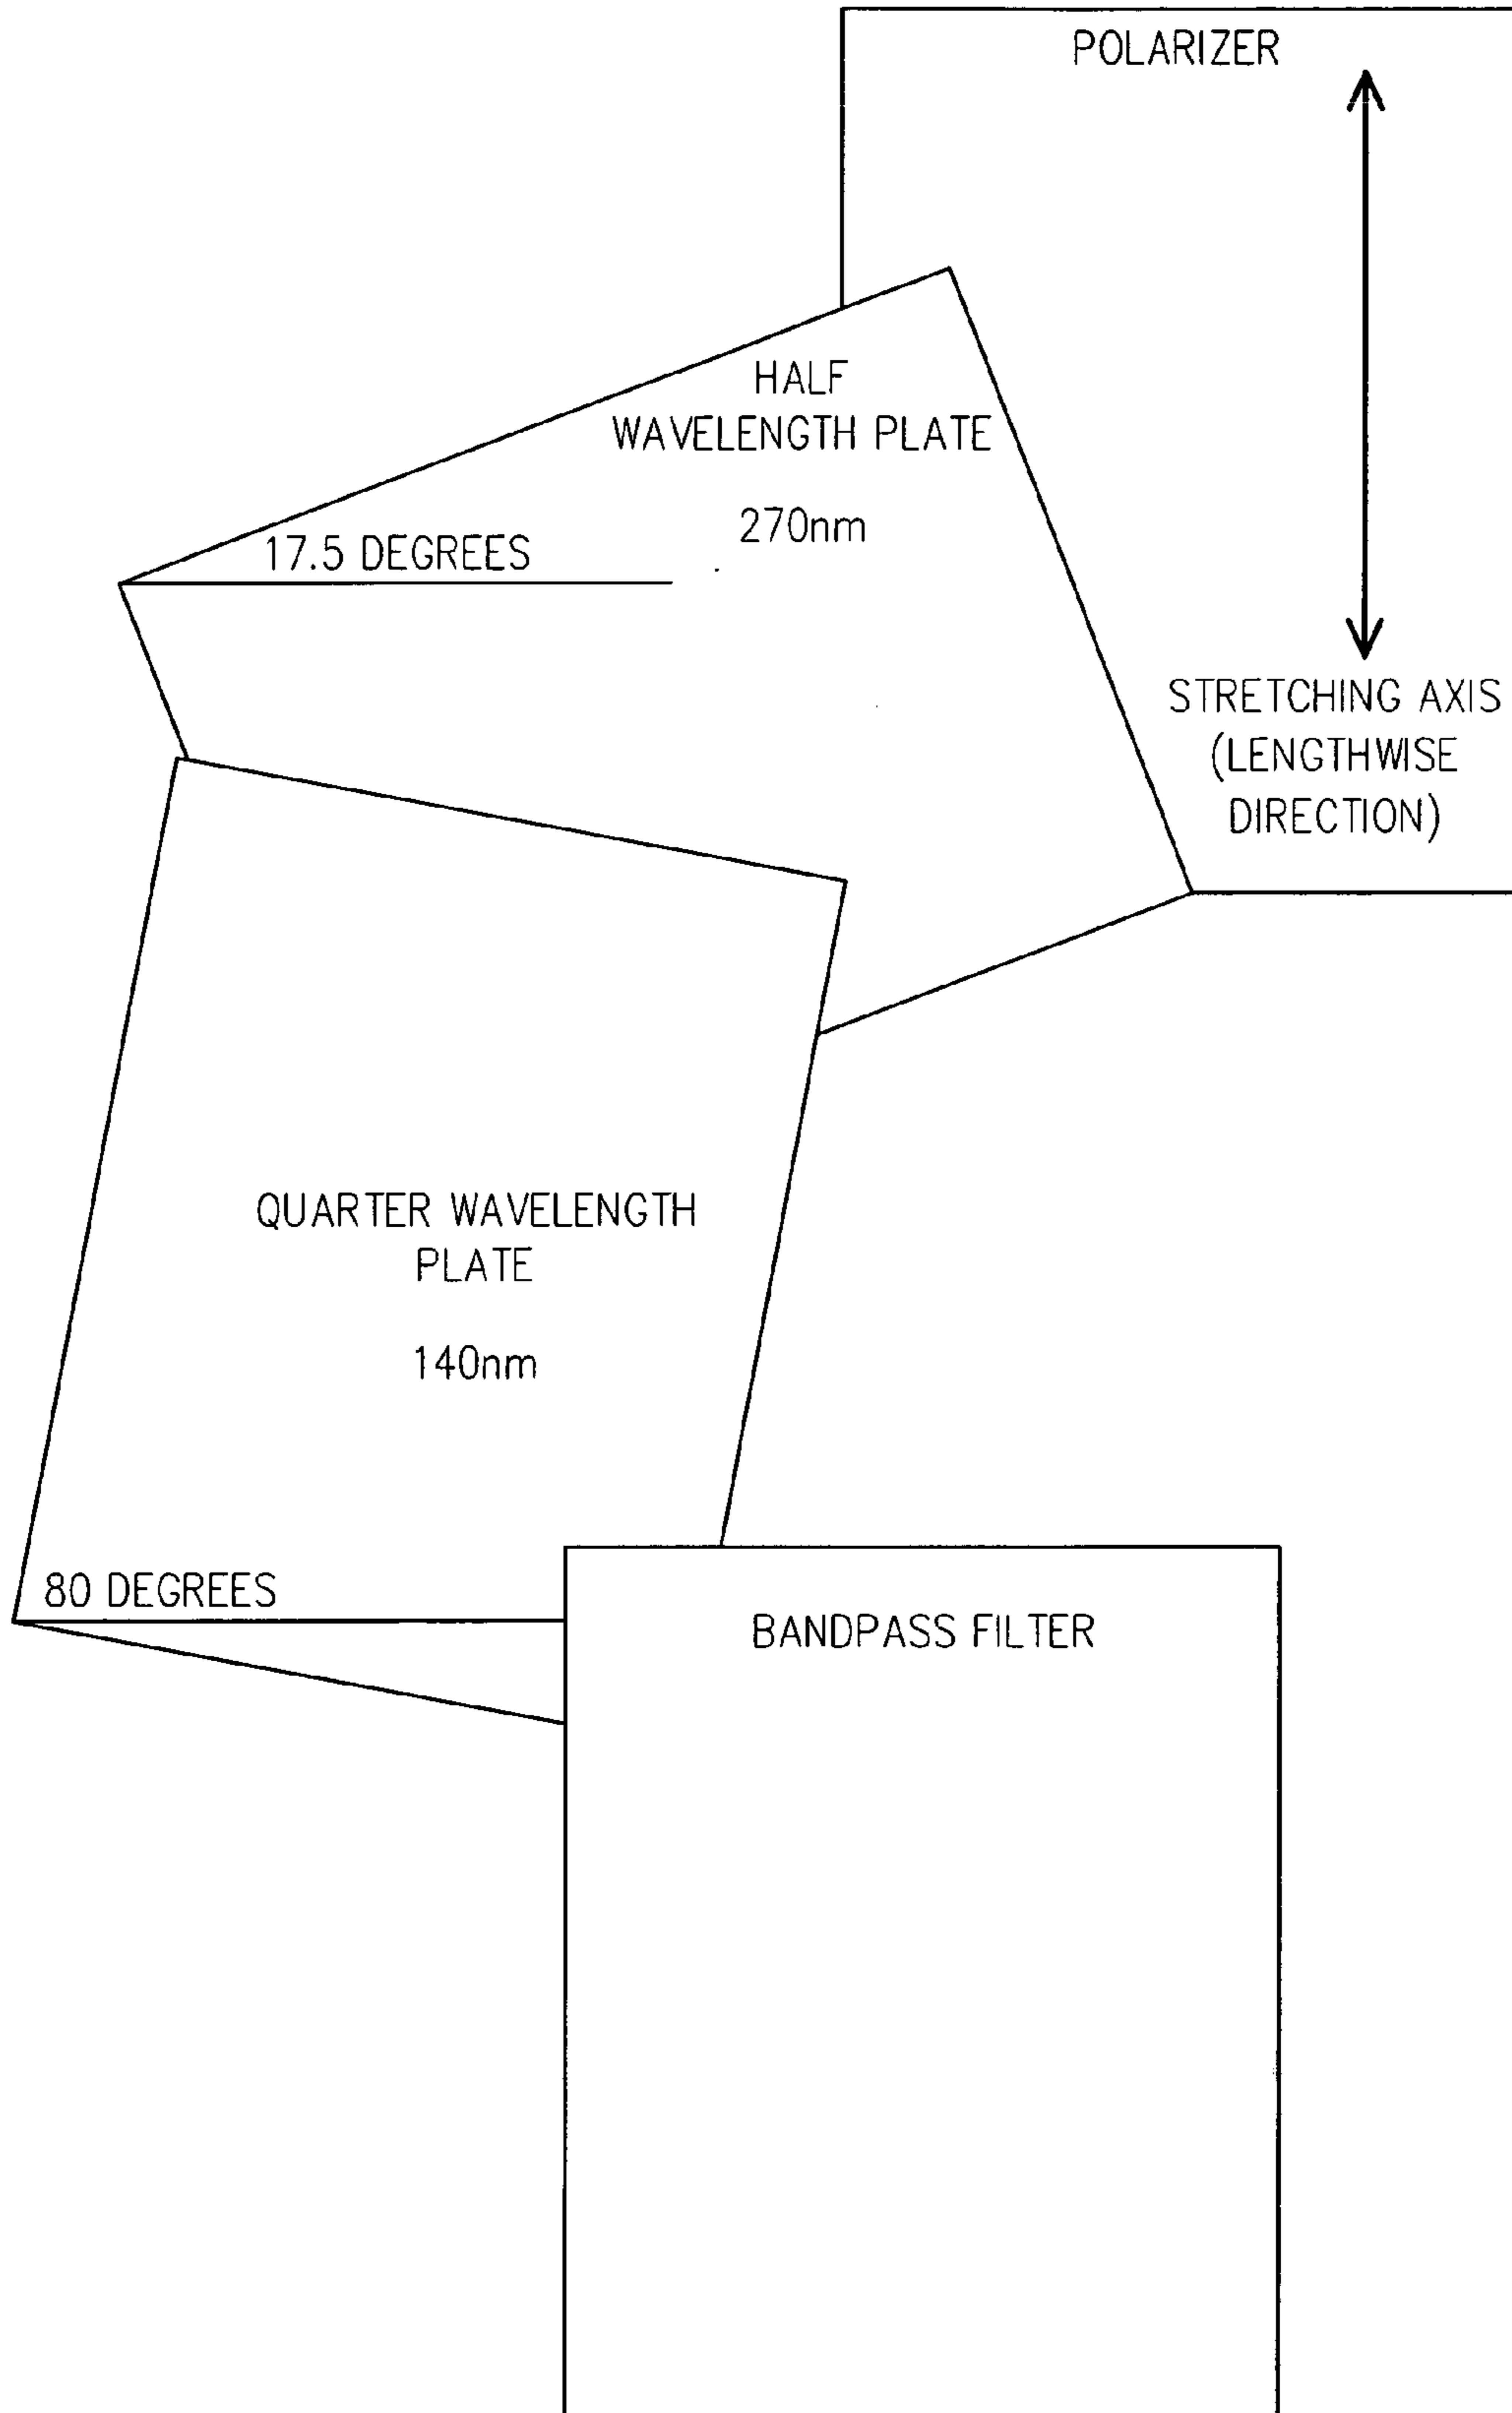 POLARIZER
HALF
WAVELENGTH PLATE
270nm
17.5 DEGREES
STRETCHING AXIS
(LENGTHWISE
DIRECTION)
QUARTER WAVELENGTH
PLATE
140nm
80 DEGREES
BANDPASS FILTER